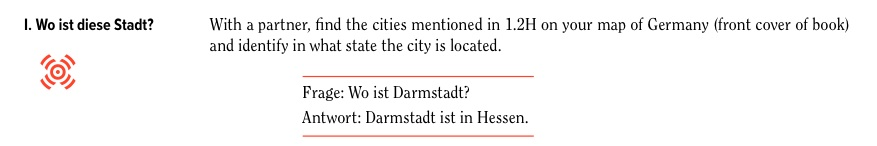 I. Wo ist diese Stadt?
With a partner, find the cities mentioned in 1.2H on your map of Germany (front cover of book)
and identify in what state the city is located.
Frage: Wo ist Darmstadt?
Antwort: Darmstadt ist in Hessen.